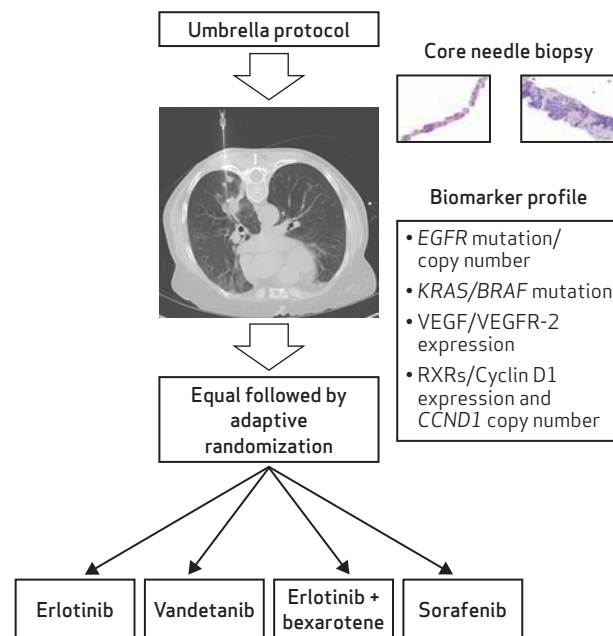 Umbrella protocol
Core needle biopsy
Biomarker profile
• EGFR mutation/
copy number
• KRAS/BRAF mutation
• VEGF/VEGFR-2
expression
• RXRs/Cyclin D1
expression and
CCND1 copy number
Equal followed by
adaptive
randomization
Erlotinib
Vandetanib
Erlotinib +
bexarotene
Sorafenib